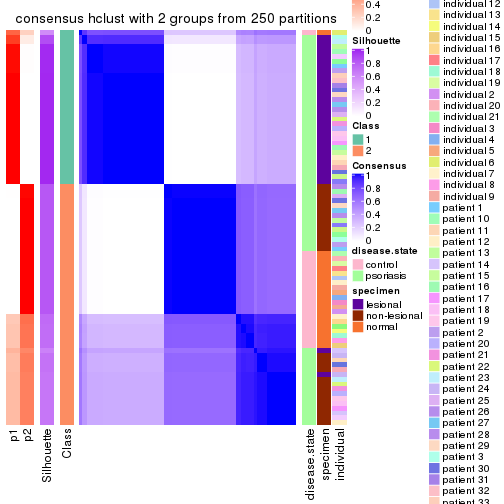 consensus hclust with 2 groups from 250 partitions
0.4
0.2
0
Silhouette
1
0.8
0.6
0.4
0.2
0
Class
1
2
Consensus
1
0.8
0.6
0.4
0.2
0
disease.state
control
psoriasis
specimen
lesional
non-lesional
normal
individual 12
individual 13
individual 14
individual 15
individual 16
individual 17
individual 18
individual 19
individual 2
individual 20
individual 21
individual 3
individual 4
individual 5
individual 6
individual 7
individual 8
individual 9
patient 1
patient 10
patient 11
patient 12
patient 13
patient 14
patient 15
patient 16
patient 17
patient 18
patient 19
patient 2
patient 20
patient 21
patient 22
patient 23
patient 24
patient 25
patient 26
patient 27
patient 28
patient 29
patient 3
patient 30
patient 31
patient 32
patient 33
p1
p2
Silhouette
Class
disease.state
specimen
individual